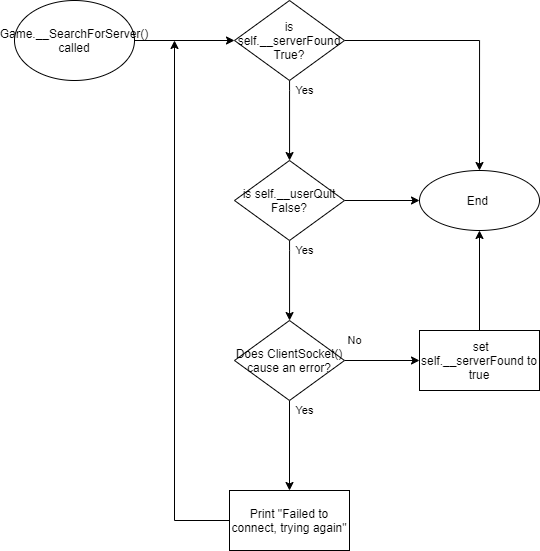 Game.__SearchForServer()
called
is
self.__serverFound
True?
Yes
is self.__userQuit
False?
End
Yes
Does ClientSocket()
cause an error?
No
set
self.__serverFound to
true
Yes
Print "Failed to
connect, trying again"